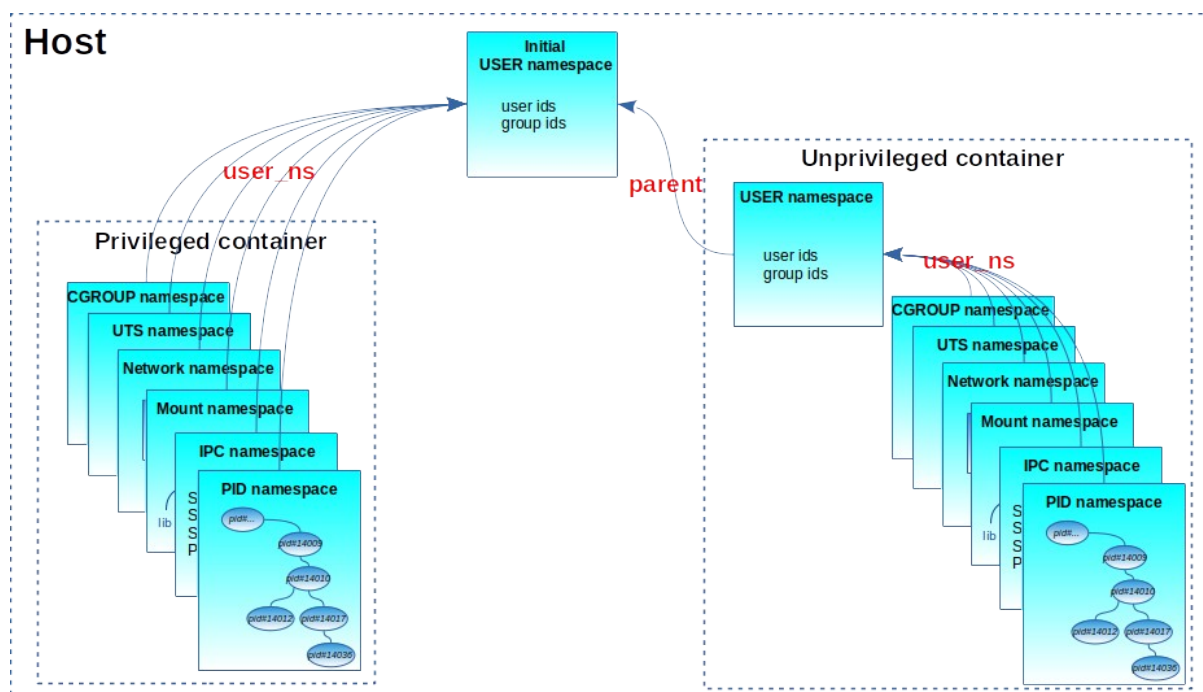 Host
Initial
USER namespace
user ids
group ids
user_ns
parent
Privileged container
CGROUP namespace
UTS namespace
Network namespace
Mount namespace
IPC namespace
lib
S
S
S
P
PID namespace
pid#...
pid#14009
pid#14010
pid#14012
pid#14017
pid#14036
Unprivileged container
USER namespace
user ids
group ids
user_ns
CGROUP namespace
UTS namespace
Network namespace
Mount namespace
IPC namespace
lib
S
S
S
P
PID namespace
pid#...
pid#14009
pid#14010
pid#14012
pid#14017
pid#14036